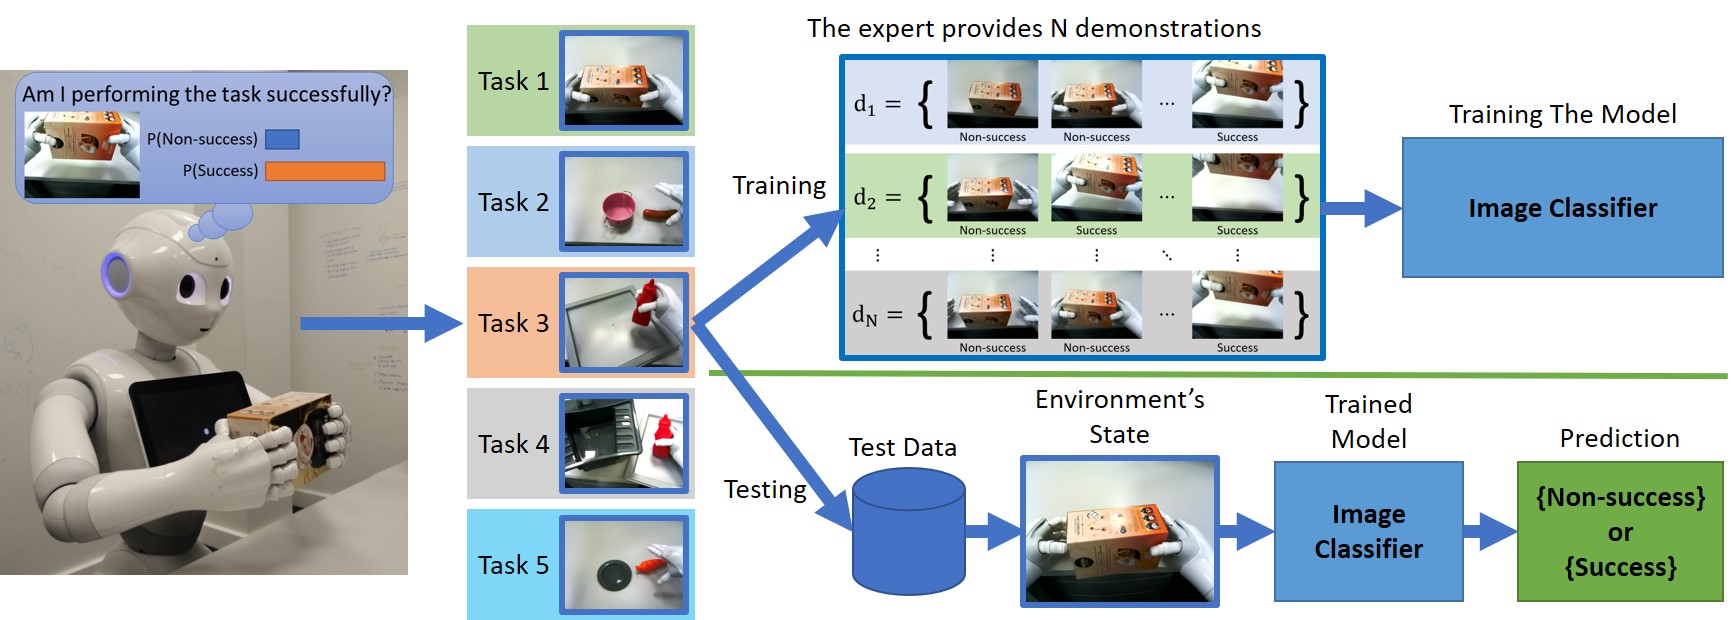 Am I performing the task successfully?
P(Non-success)
P(Success)
Task 1
Task 2
Task 3
Task 4
Task 5
Training
Testing
The expert provides N demonstrations
d₁ = { ... }
Non-success Non-success Success
d₂ = { ... }
Non-success Success Success
⋮ ⋮ ⋮ ⋱ ⋮
d_N = { ... }
Non-success Non-success Success
Training The Model
Image Classifier
Test Data
Environment’s
State
Trained
Model
Image
Classifier
Prediction
{Non-success}
or
{Success}